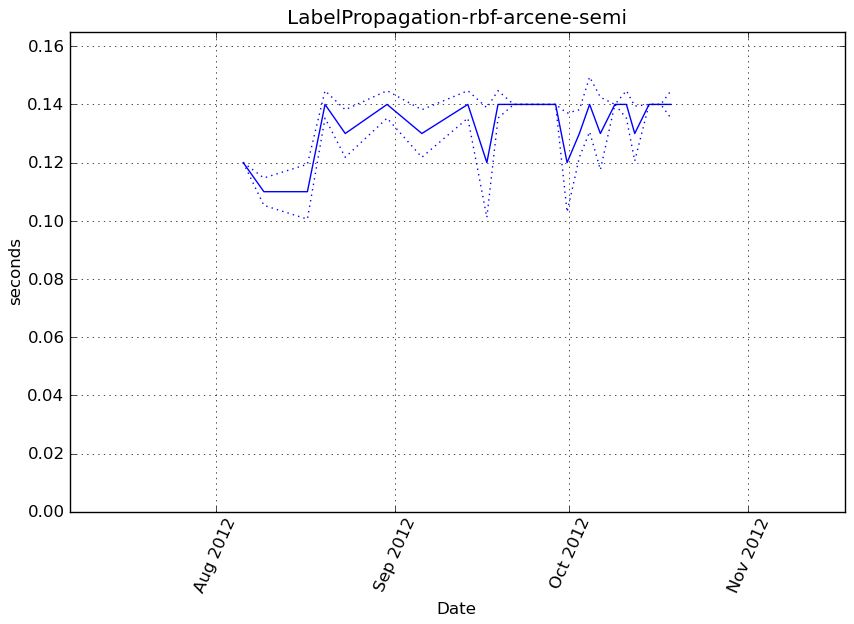 LabelPropagation-rbf-arcene-semi
0.16
0.14
0.12
0.10
0.08
0.06
0.04
0.02
0.00
seconds
Aug 2012
Sep 2012
Oct 2012
Nov 2012
Date